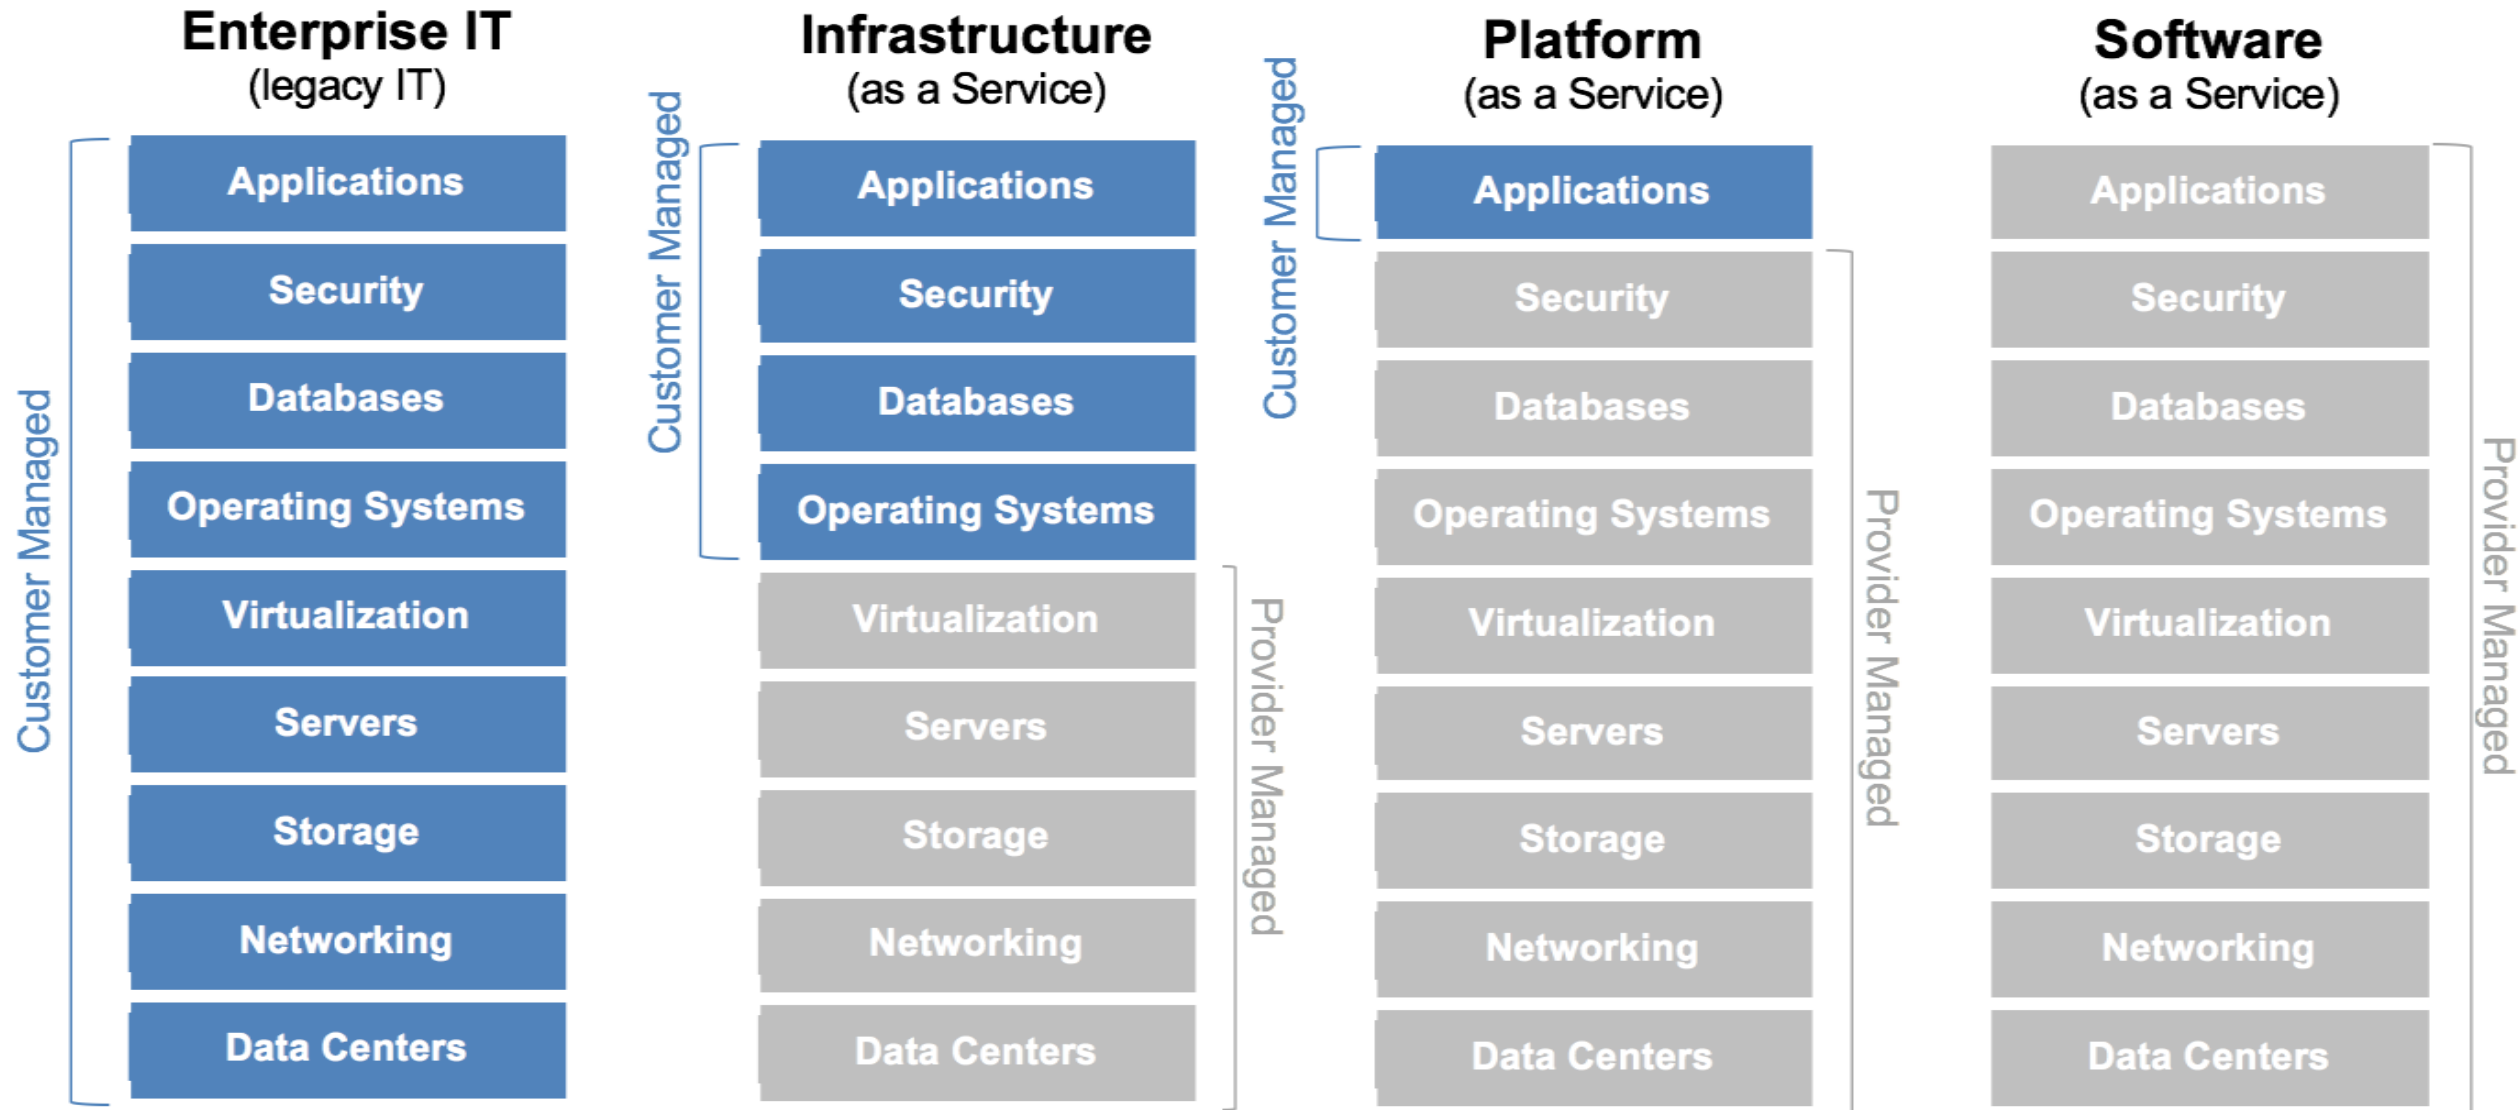 Enterprise IT
(legacy IT)
Customer Managed
Applications
Security
Databases
Operating Systems
Virtualization
Servers
Storage
Networking
Data Centers
Infrastructure
(as a Service)
Customer Managed
Applications
Security
Databases
Operating Systems
Virtualization
Servers
Storage
Networking
Data Centers
Provider Managed
Platform
(as a Service)
Customer Managed
Applications
Security
Databases
Operating Systems
Virtualization
Servers
Storage
Networking
Data Centers
Provider Managed
Software
(as a Service)
Applications
Security
Databases
Operating Systems
Virtualization
Servers
Storage
Networking
Data Centers
Provider Managed